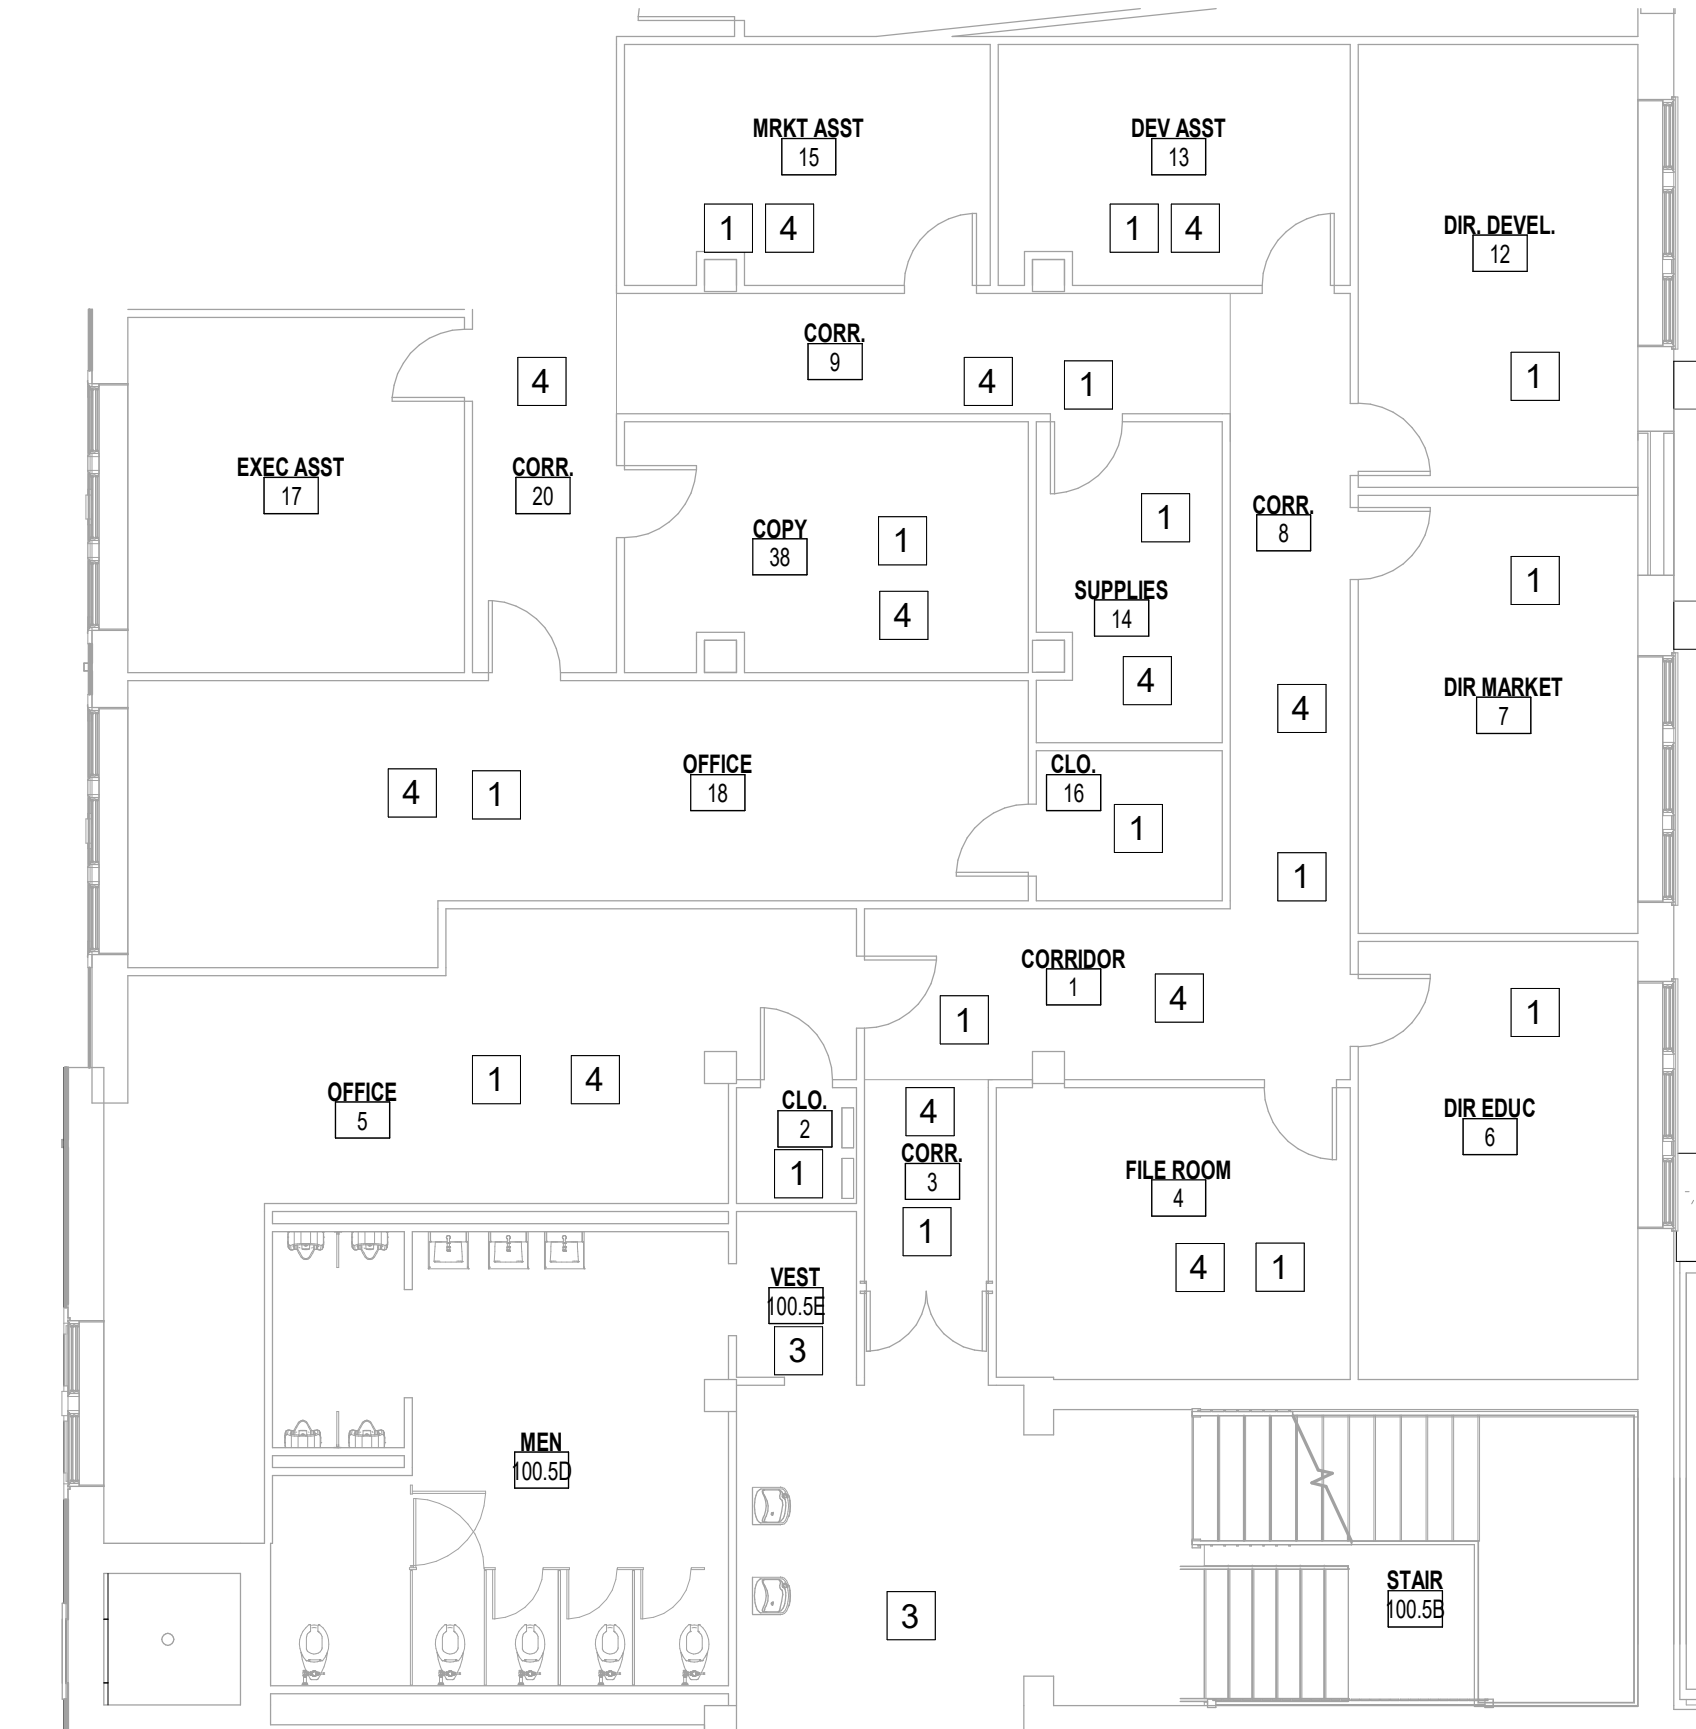 MRKT ASST
15
1 4
DEV ASST
13
1 4
DIR. DEVEL.
12
1
CORR.
9
4 1
4
EXEC ASST
17
CORR.
20
COPY
38
1
4
1
SUPPLIES
14
4
CORR.
8
4
1
1
DIR MARKET
7
OFFICE
18
4 1
CLO.
16
1
CORRIDOR
1
4
1
1
DIR EDUC
6
OFFICE
5
1 4
CLO.
2
1
4
CORR.
3
1
FILE ROOM
4
4 1
VEST
100.5E
3
MEN
100.5D
3
STAIR
100.5B